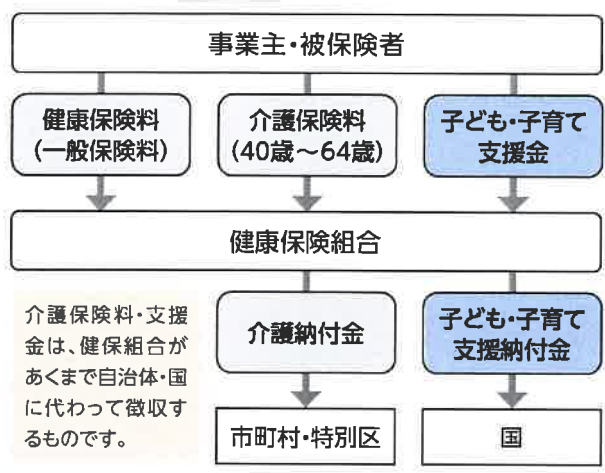 事業主・被保険者
健康保険料
(一般保険料)
介護保険料
(40歳～64歳)
子ども・子育て
支援金
健康保険組合
介護保険料・支援
金は、健保組合が
あくまで自治体・国
に代わって徴収す
るものです。
介護納付金
子ども・子育て
支援納付金
市町村・特別区
国